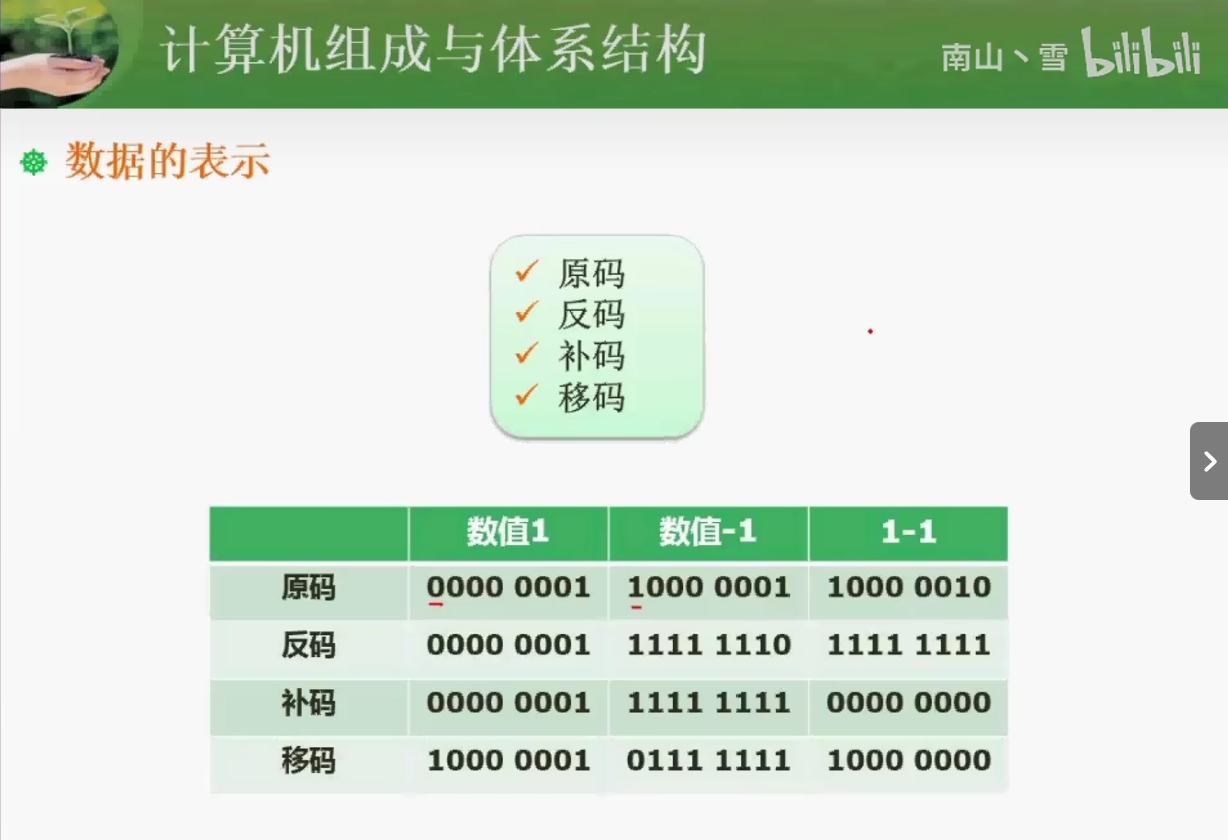 计算机组成与体系结构
南山丶雪 bilibili
数据的表示
✓ 原码
✓ 反码
✓ 补码
✓ 移码
数值1 数值-1 1-1
原码 0000 0001 1000 0001 1000 0010
反码 0000 0001 1111 1110 1111 1111
补码 0000 0001 1111 1111 0000 0000
移码 1000 0001 0111 1111 1000 0000